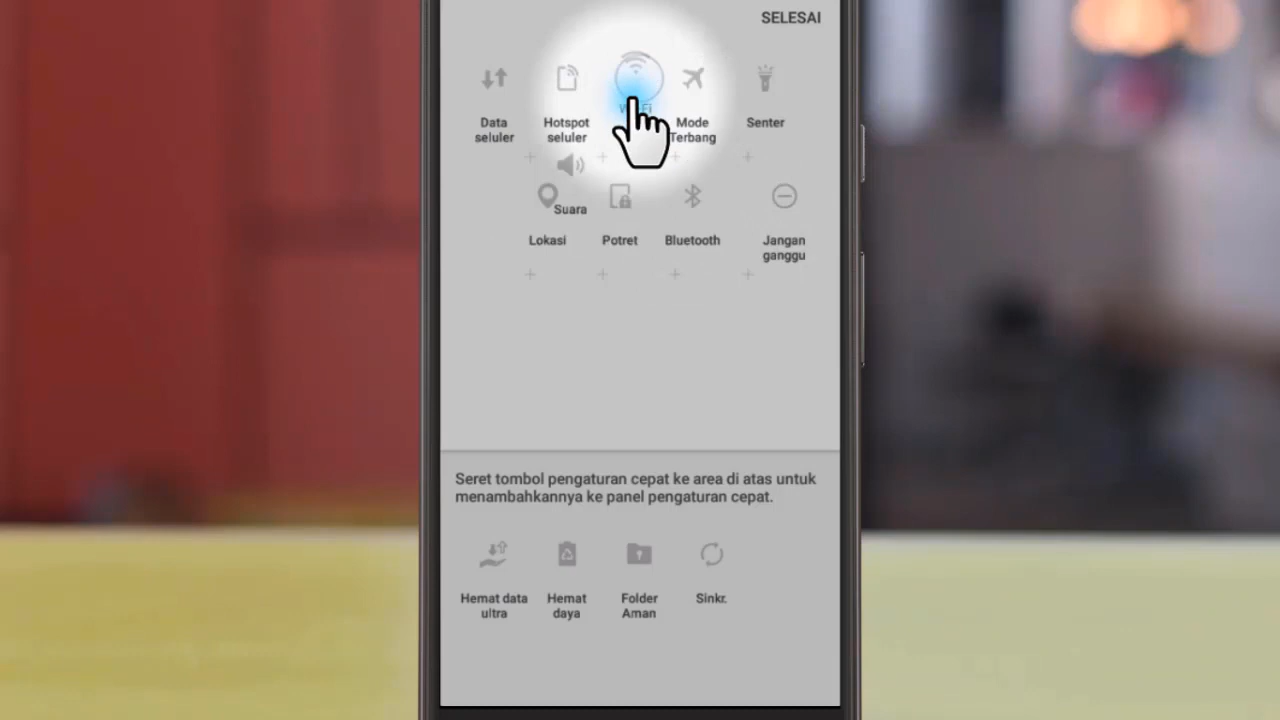 SELESAI
Data
seluler
Hotspot
seluler
Mode
Terbang
Senter
Suara
Lokasi
Potret
Bluetooth
Jangan
ganggu
Seret tombol pengaturan cepat ke area di atas untuk
menambahkannya ke panel pengaturan cepat.
Hemat data
ultra
Hemat
daya
Folder
Aman
Sinkr.